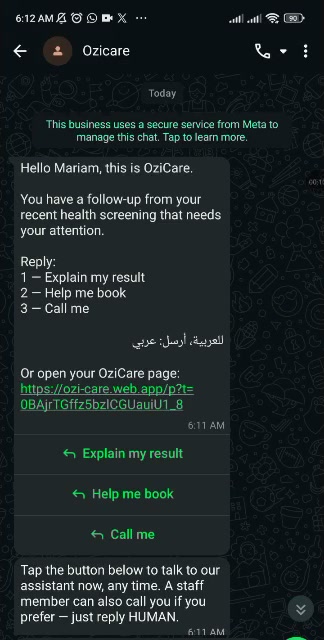 6:12 AM
90
Ozicare
Today
This business uses a secure service from Meta to
manage this chat. Tap to learn more.
Hello Mariam, this is OziCare.
You have a follow-up from your
recent health screening that needs
your attention.
Reply:
1 — Explain my result
2 — Help me book
3 — Call me
للعربية، أرسل: عربي
Or open your OziCare page:
https://ozi-care.web.app/p?t=
0BAjrTGffz5bzlCGUauiU1_8
6:11 AM
Explain my result
Help me book
Call me
Tap the button below to talk to our
assistant now, any time. A staff
member can also call you if you
prefer — just reply HUMAN.
6:11 AM